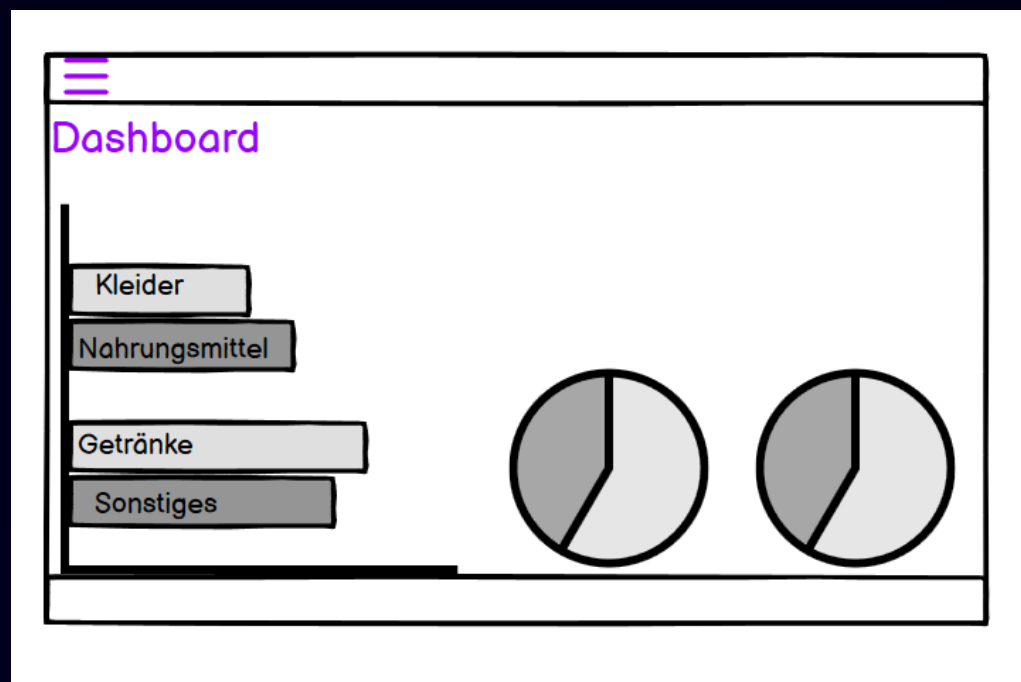 Dashboard
Kleider
Nahrungsmittel
Getränke
Sonstiges